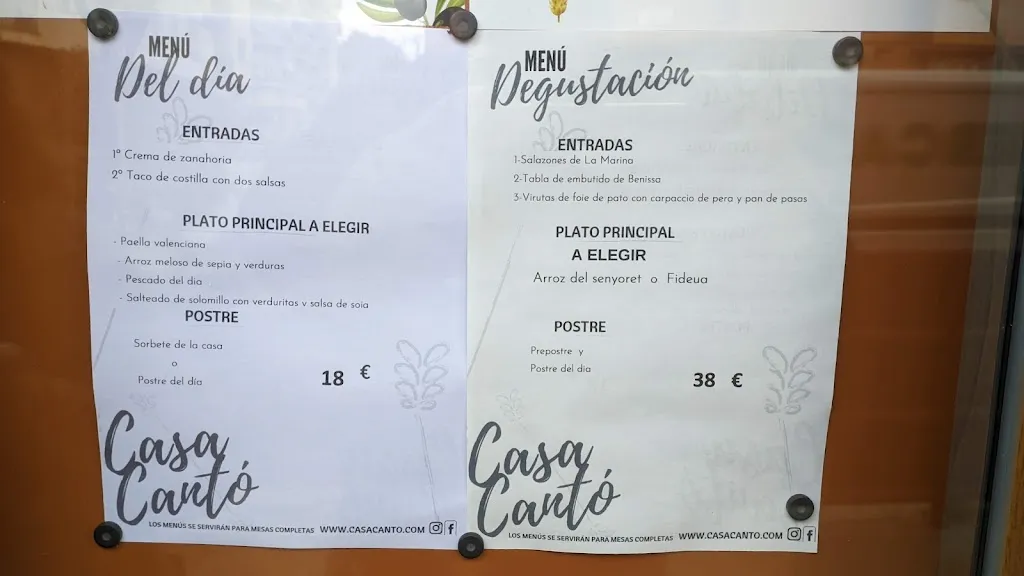 MENÚ
Del día
ENTRADAS
1º Crema de zanahoria
2º Taco de costilla con dos salsas
PLATO PRINCIPAL A ELEGIR
- Paella valenciana
- Arroz meloso de sepia y verduras
- Pescado del dia
- Salteado de solomillo con verduritas y salsa de soia
POSTRE
Sorbete de la casa
o
Postre del día
18 €
Casa
Cantó
LOS MENÚS SE SERVIRÁN PARA MESAS COMPLETAS WWW.CASACANTO.COM
MENÚ
Degustación
ENTRADAS
1-Salazones de La Marina
2-Tabla de embutido de Benissa
3-Virutas de foie de pato con carpaccio de pera y pan de pasas
PLATO PRINCIPAL
A ELEGIR
Arroz del senyoret o Fideua
POSTRE
Prepostre y
Postre del dia
38 €
Casa
Cantó
LOS MENÚS SE SERVIRÁN PARA MESAS COMPLETAS WWW.CASACANTO.COM